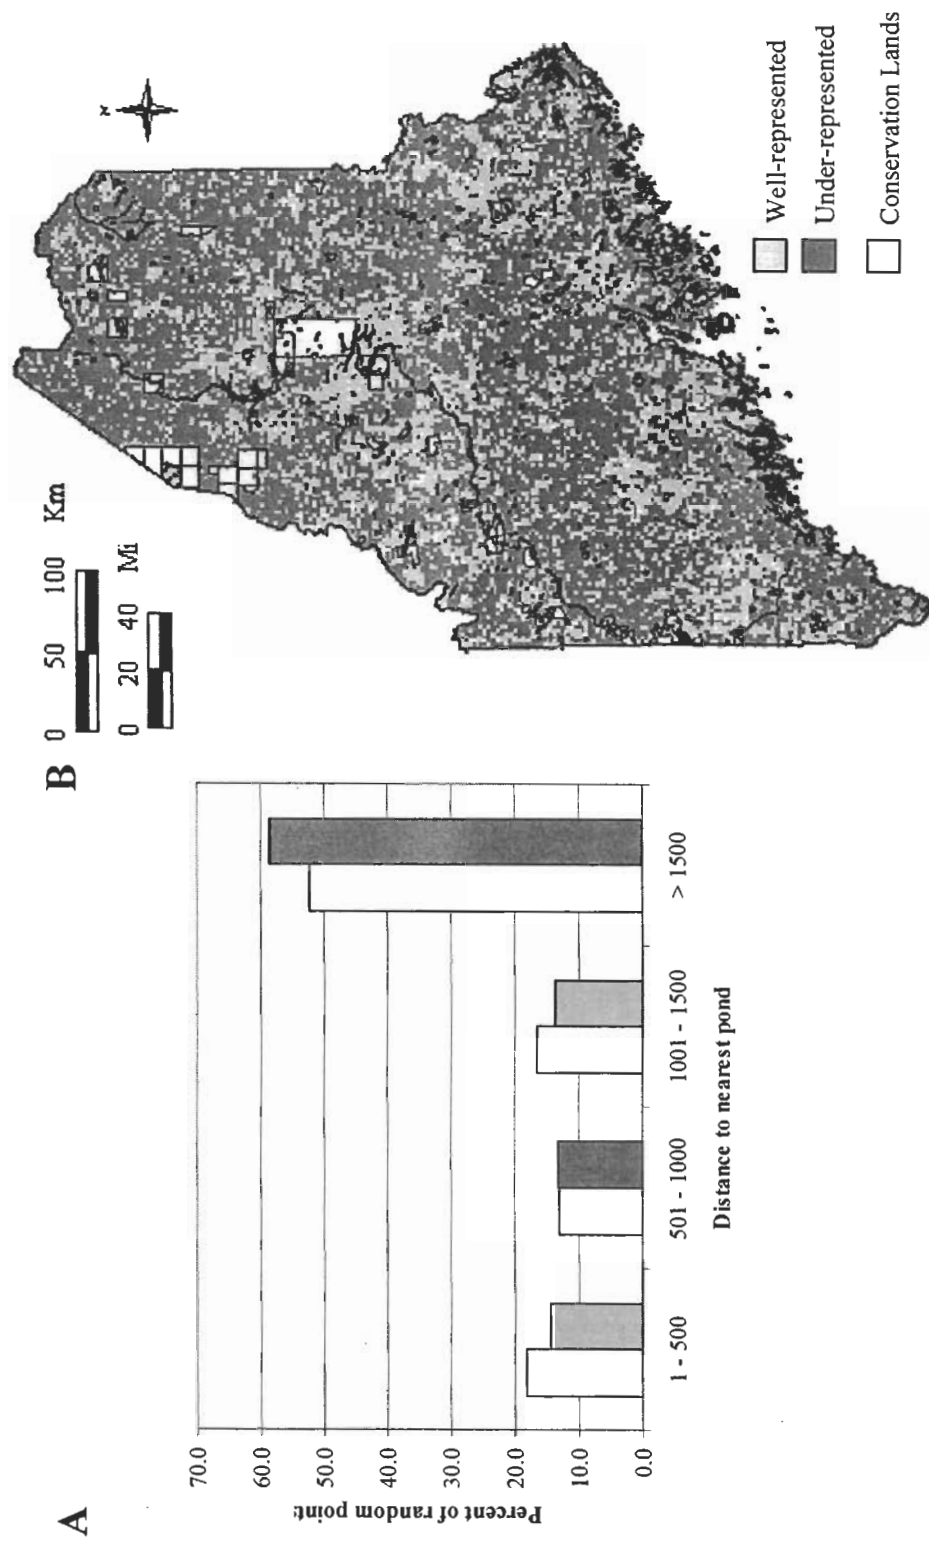 A
70.0
60.0
50.0
40.0
30.0
20.0
10.0
0.0
Percent of random point
1 - 500
501 - 1000
1001 - 1500
> 1500
Distance to nearest pond
B
0 50 100 Km
0 20 40 Mi
N
Well-represented
Under-represented
Conservation Lands